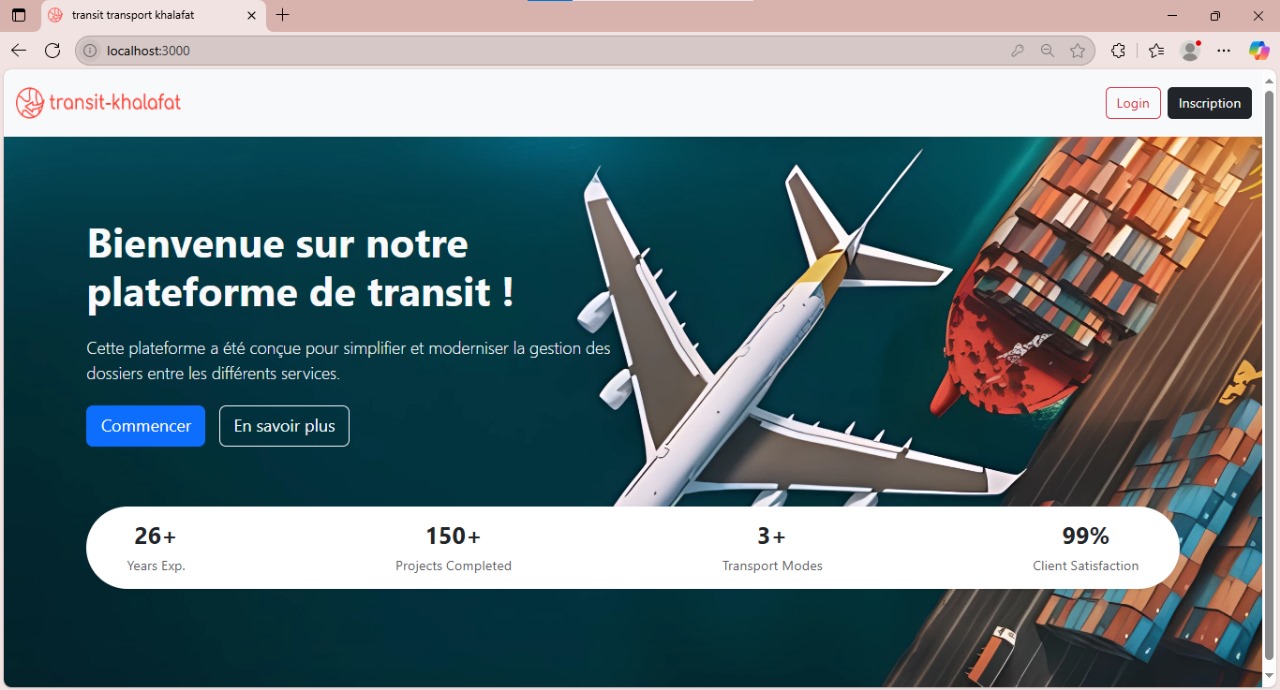 transit transport khalafat
localhost:3000
transit-khalafat
Login
Inscription
Bienvenue sur notre
plateforme de transit !
Cette plateforme a été conçue pour simplifier et moderniser la gestion des
dossiers entre les différents services.
Commencer
En savoir plus
26+
Years Exp.
150+
Projects Completed
3+
Transport Modes
99%
Client Satisfaction